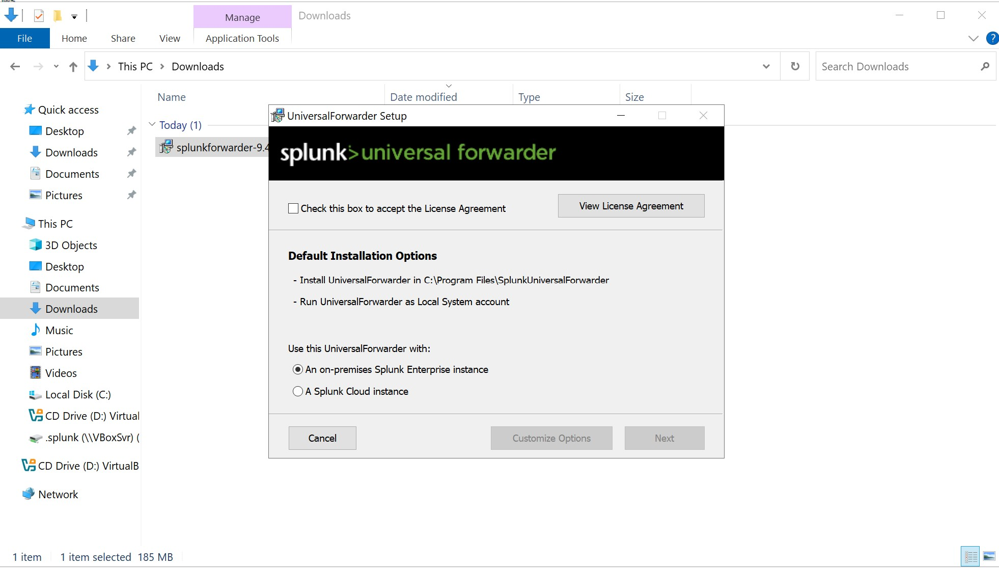 Manage
Downloads
File
Home
Share
View
Application Tools
?
This PC
Downloads
Search Downloads
Name
Date modified
Type
Size
Quick access
Desktop
Downloads
Documents
Pictures
This PC
3D Objects
Desktop
Documents
Downloads
Music
Pictures
Videos
Local Disk (C:)
CD Drive (D:) Virtual
.splunk (\\VBoxSvr) (
CD Drive (D:) VirtualB
Network
Today (1)
splunkforwarder-9.4
UniversalForwarder Setup
splunk>universal forwarder
Check this box to accept the License Agreement
View License Agreement
Default Installation Options
- Install UniversalForwarder in C:\Program Files\SplunkUniversalForwarder
- Run UniversalForwarder as Local System account
Use this UniversalForwarder with:
An on-premises Splunk Enterprise instance
A Splunk Cloud instance
Cancel
Customize Options
Next
1 item
1 item selected 185 MB